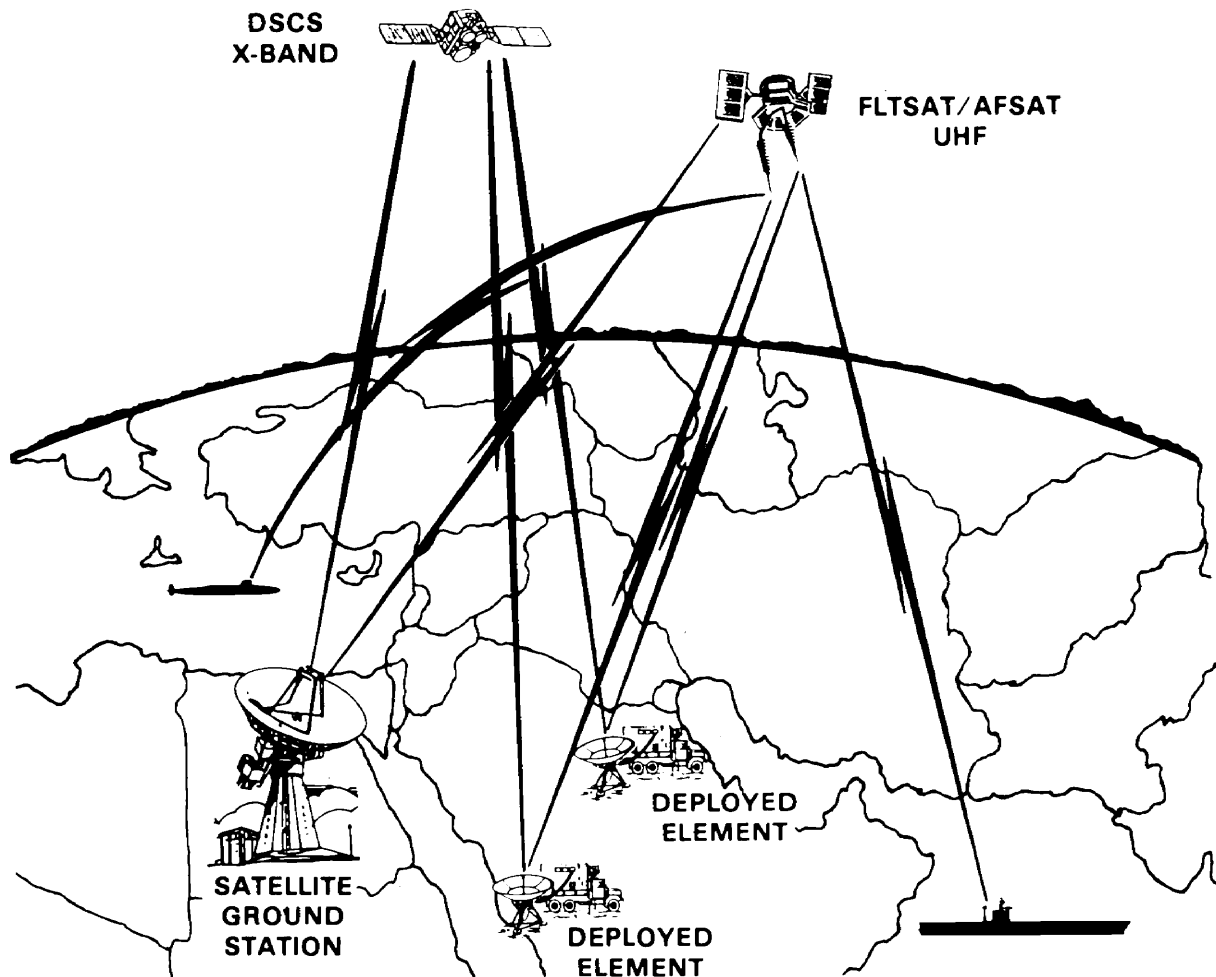 DSCS
X-BAND
FLTSAT/AFSAT
UHF
DEPLOYED
ELEMENT
SATELLITE
GROUND
STATION
DEPLOYED
ELEMENT